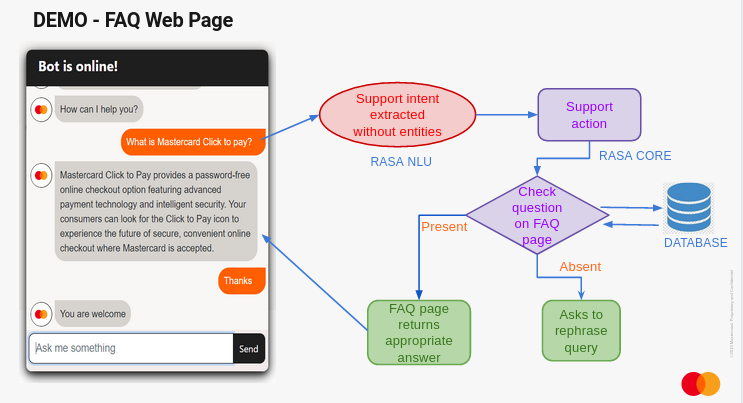 DEMO - FAQ Web Page
Bot is online!
How can I help you?
What is Mastercard Click to pay?
Mastercard Click to Pay provides a password-free
online checkout option featuring advanced
payment technology and intelligent security. Your
consumers can look for the Click to Pay icon to
experience the future of secure, convenient online
checkout where Mastercard is accepted.
Thanks
You are welcome
Ask me something
Send
Support intent
extracted
without entities
RASA NLU
Support
action
RASA CORE
Check
question
on FAQ
page
DATABASE
Present
Absent
FAQ page
returns
appropriate
answer
Asks to
rephrase
query